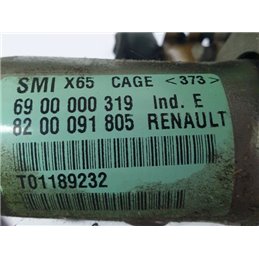 SMI X65 CAGE <373>
69 00 000 319 Ind. E
82 00 091 805 RENAULT
T01189232